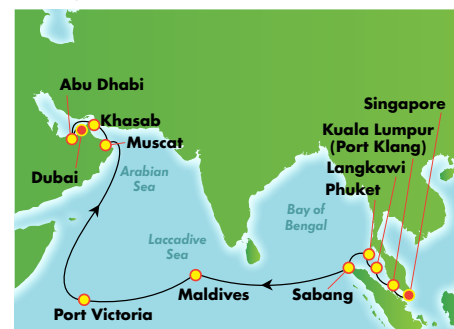 Abu Dhabi
Khasab
Muscat
Dubai
Arabian
Sea
Singapore
Kuala Lumpur
(Port Klang)
Langkawi
Phuket
Bay of
Bengal
Laccadive
Sea
Maldives
Sabang
Port Victoria